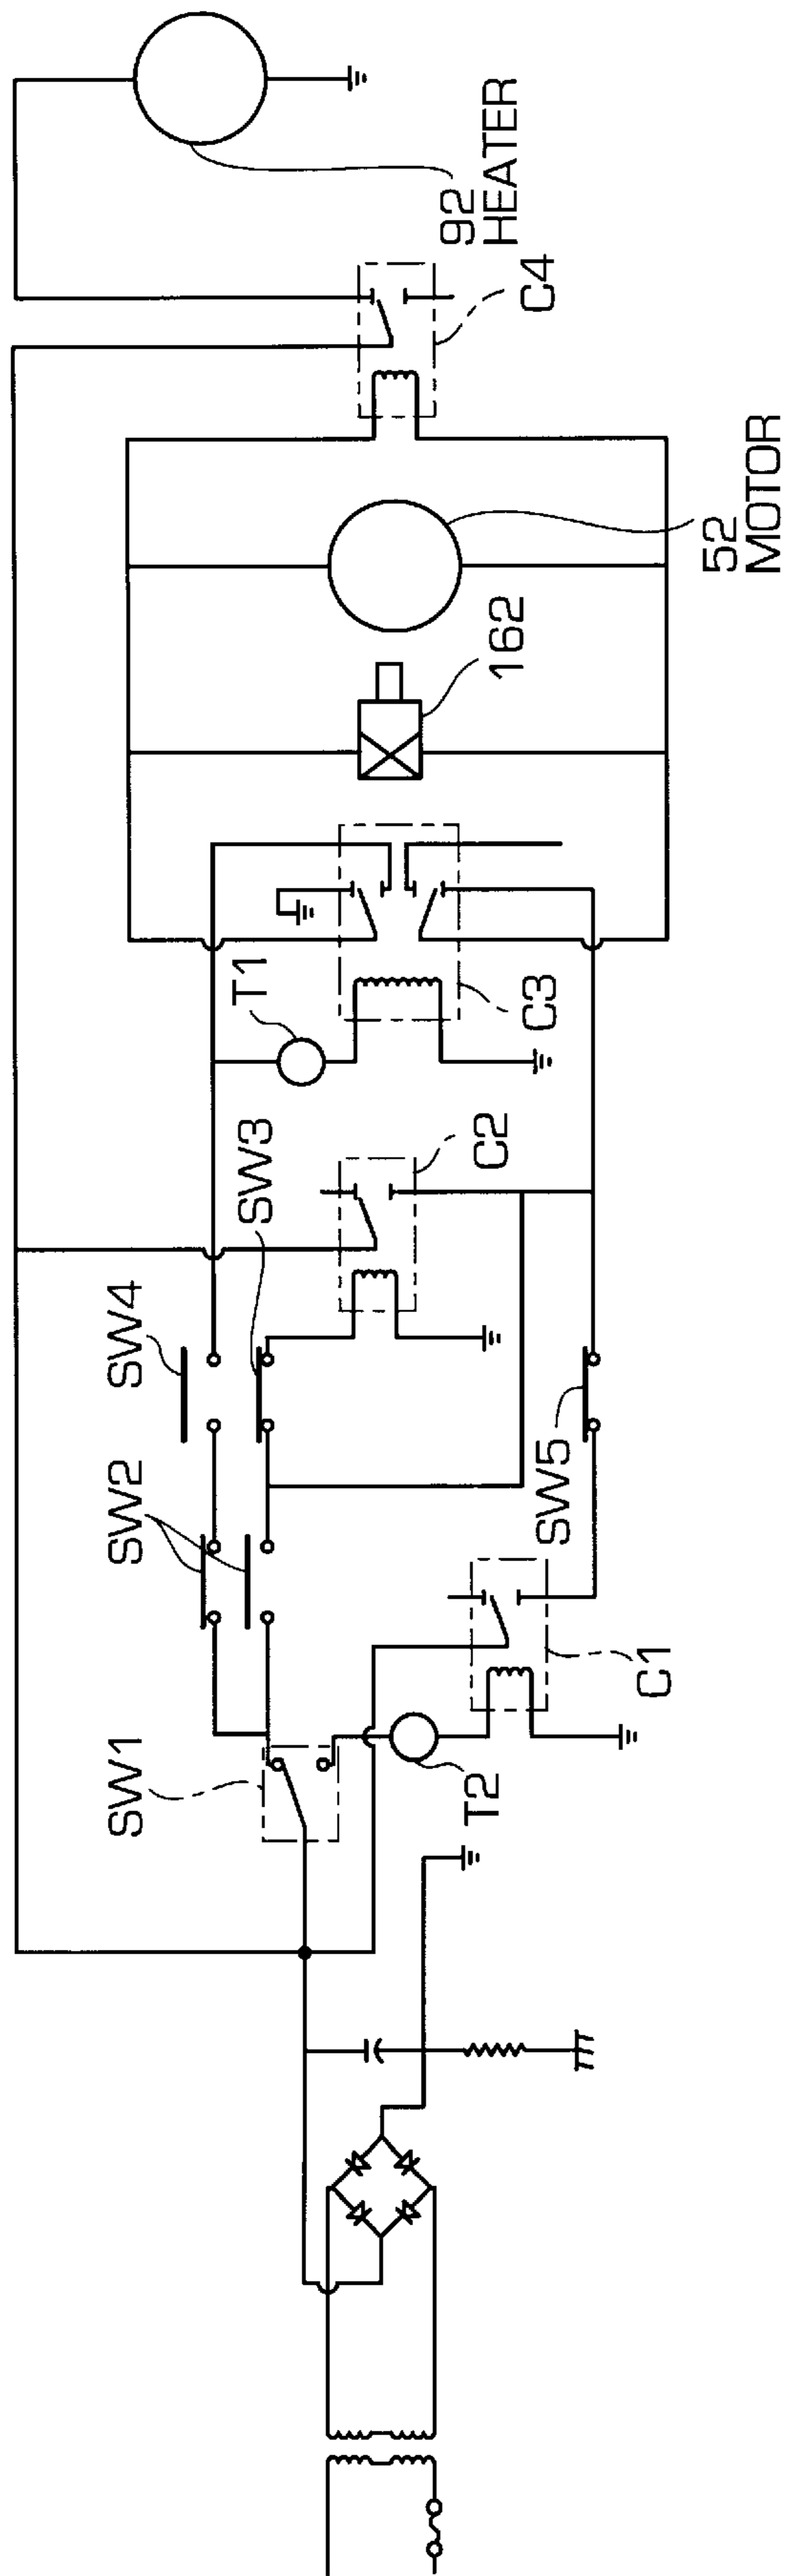 SW1
SW2
SW4
SW3
T1
C2
C3
T2
C1
SW5
162
52
MOTOR
C4
92
HEATER